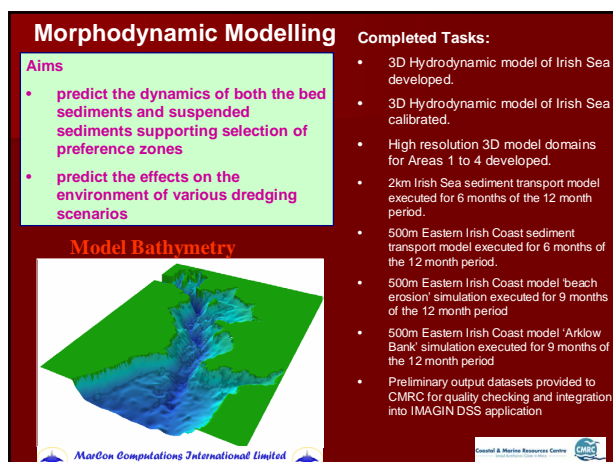 Morphodynamic Modelling
Aims
• predict the dynamics of both the bed
sediments and suspended
sediments supporting selection of
preference zones
• predict the effects on the
environment of various dredging
scenarios
Model Bathymetry
MarCon Computations International Limited
Completed Tasks:
• 3D Hydrodynamic model of Irish Sea
developed.
• 3D Hydrodynamic model of Irish Sea
calibrated.
• High resolution 3D model domains
for Areas 1 to 4 developed.
• 2km Irish Sea sediment transport model
executed for 6 months of the 12 month
period.
• 500m Eastern Irish Coast sediment
transport model executed for 6 months of
the 12 month period.
• 500m Eastern Irish Coast model ‘beach
erosion’ simulation executed for 9 months
of the 12 month period
• 500m Eastern Irish Coast model ‘Arklow
Bank’ simulation executed for 9 months of
the 12 month period
• Preliminary output datasets provided to
CMRC for quality checking and integration
into IMAGIN DSS application
Coastal & Marine Resources Centre
CMRC